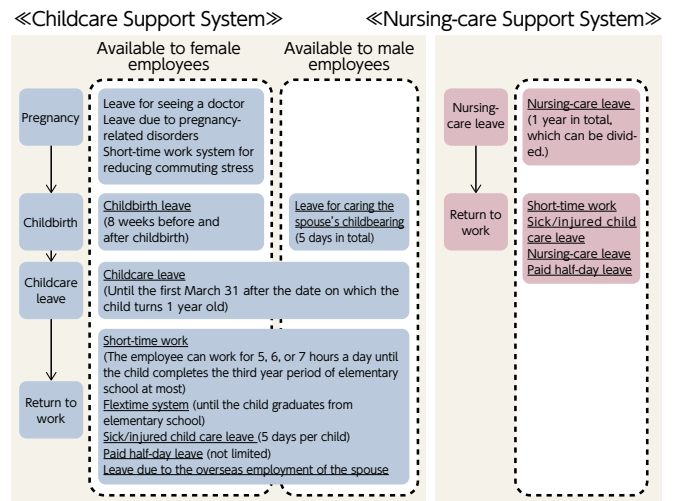 ≪Childcare Support System≫
Available to female
employees
Available to male
employees
Pregnancy
Leave for seeing a doctor
Leave due to pregnancy-
related disorders
Short-time work system for
reducing commuting stress
Childbirth
Childbirth leave
(8 weeks before and
after childbirth)
Leave for caring the
spouse's childbearing
(5 days in total)
Childcare
leave
Childcare leave
(Until the first March 31 after the date on which the
child turns 1 year old)
Return to
work
Short-time work
(The employee can work for 5, 6, or 7 hours a day until
the child completes the third year period of elementary
school at most)
Flextime system (until the child graduates from
elementary school)
Sick/injured child care leave (5 days per child)
Paid half-day leave (not limited)
Leave due to the overseas employment of the spouse
≪Nursing-care Support System≫
Nursing-
care leave
Nursing-care leave
(1 year in total,
which can be divid-
ed.)
Return to
work
Short-time work
Sick/injured child
care leave
Nursing-care leave
Paid half-day leave